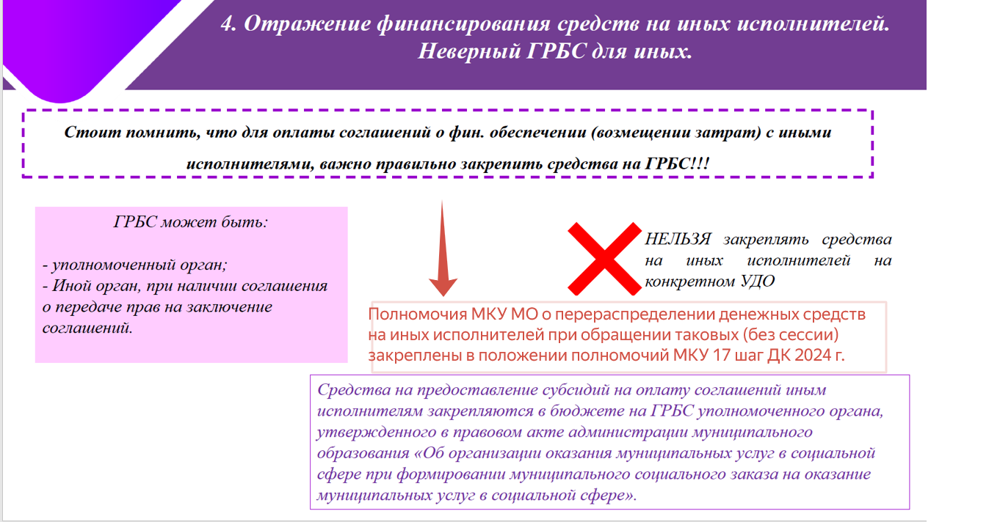 4. Отражение финансирования средств на иных исполнителей.
Неверный ГРБС для иных.
Стоит помнить, что для оплаты соглашений о фин. обеспечении (возмещении затрат) с иными
исполнителями, важно правильно закрепить средства на ГРБС!!!
ГРБС может быть:
- уполномоченный орган;
- Иной орган, при наличии соглашения
о передаче прав на заключение
соглашений.
НЕЛЬЗЯ закреплять средства
на иных исполнителей на
конкретном УДО
Полномочия МКУ МО о перераспределении денежных средств
на иных исполнителей при обращении таковых (без сессии)
закреплены в положении полномочий МКУ 17 шаг ДК 2024 г.
Средства на предоставление субсидий на оплату соглашений иным
исполнителям закрепляются в бюджете на ГРБС уполномоченного органа,
утвержденного в правовом акте администрации муниципального
образования «Об организации оказания муниципальных услуг в социальной
сфере при формировании муниципального социального заказа на оказание
муниципальных услуг в социальной сфере».